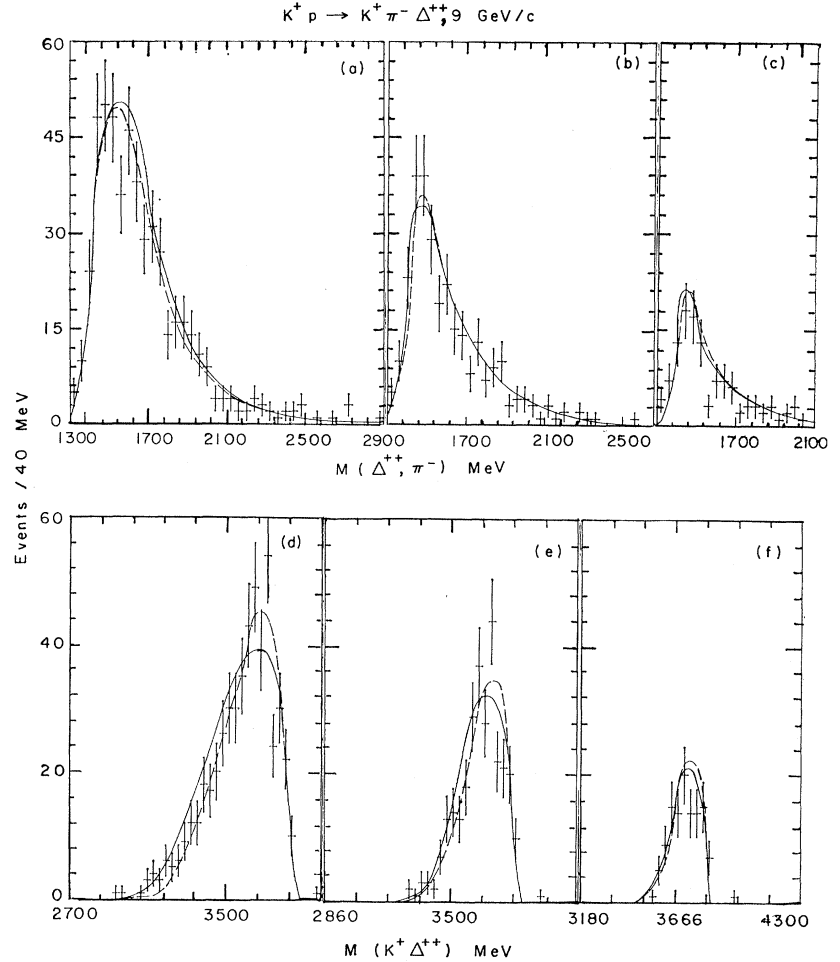 K⁺ p → K⁺ π⁻ Δ⁺⁺, 9 GeV/c
(a) (b) (c)
60
45
30
15
0
1300 1700 2100 2500 2900 1700 2100 2500 1700 2100
M (Δ⁺⁺, π⁻) MeV
Events / 40 MeV
(d) (e) (f)
60
40
20
0
2700 3500 2860 3500 3180 3666 4300
M (K⁺ Δ⁺⁺) MeV